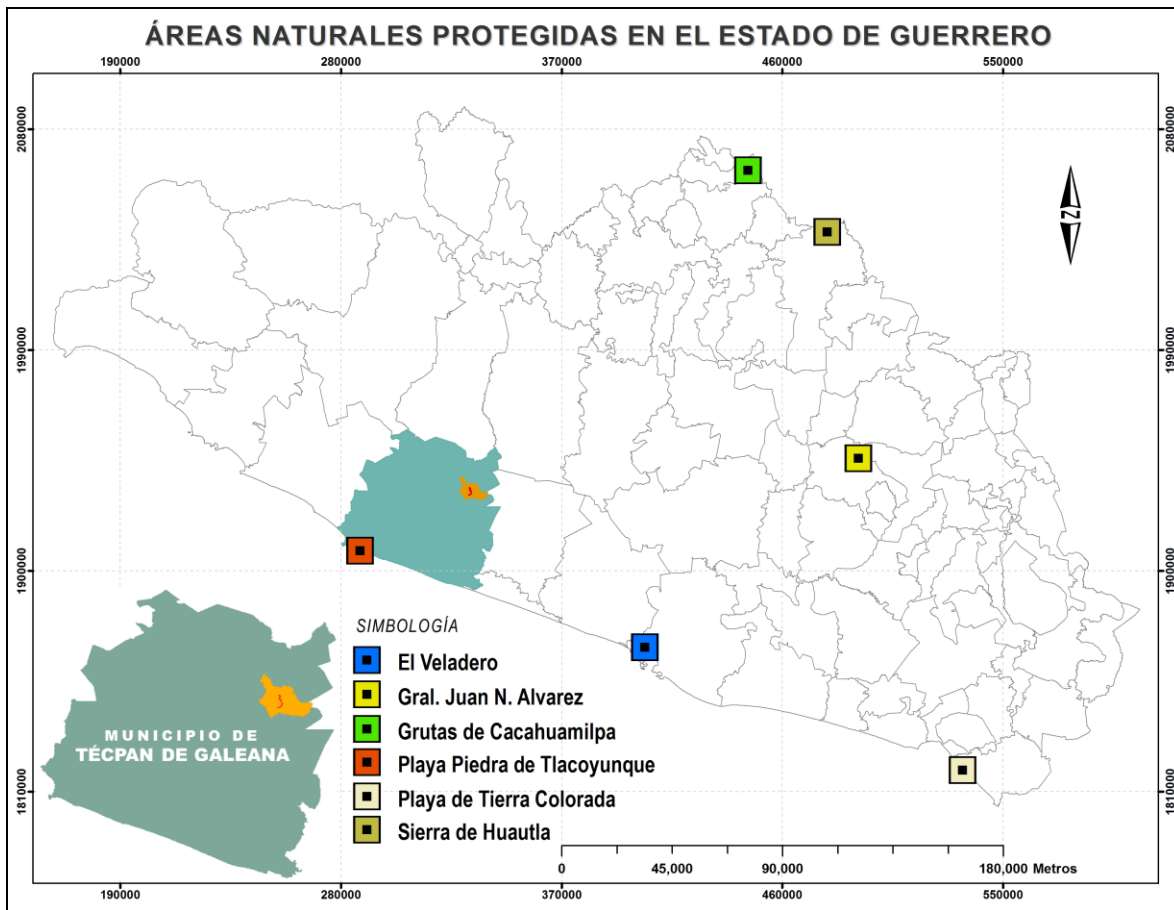 ÁREAS NATURALES PROTEGIDAS EN EL ESTADO DE GUERRERO
190000 280000 370000 460000 550000
2080000 2080000
N
1990000 1990000
1900000 1900000
SIMBOLOGÍA
El Veladero
Gral. Juan N. Alvarez
Grutas de Cacahuamilpa
Playa Piedra de Tlacoyunque
Playa de Tierra Colorada
Sierra de Huautla
MUNICIPIO DE
TÉCPAN DE GALEANA
1810000 1810000
0 45,000 90,000 180,000 Metros
190000 280000 370000 460000 550000